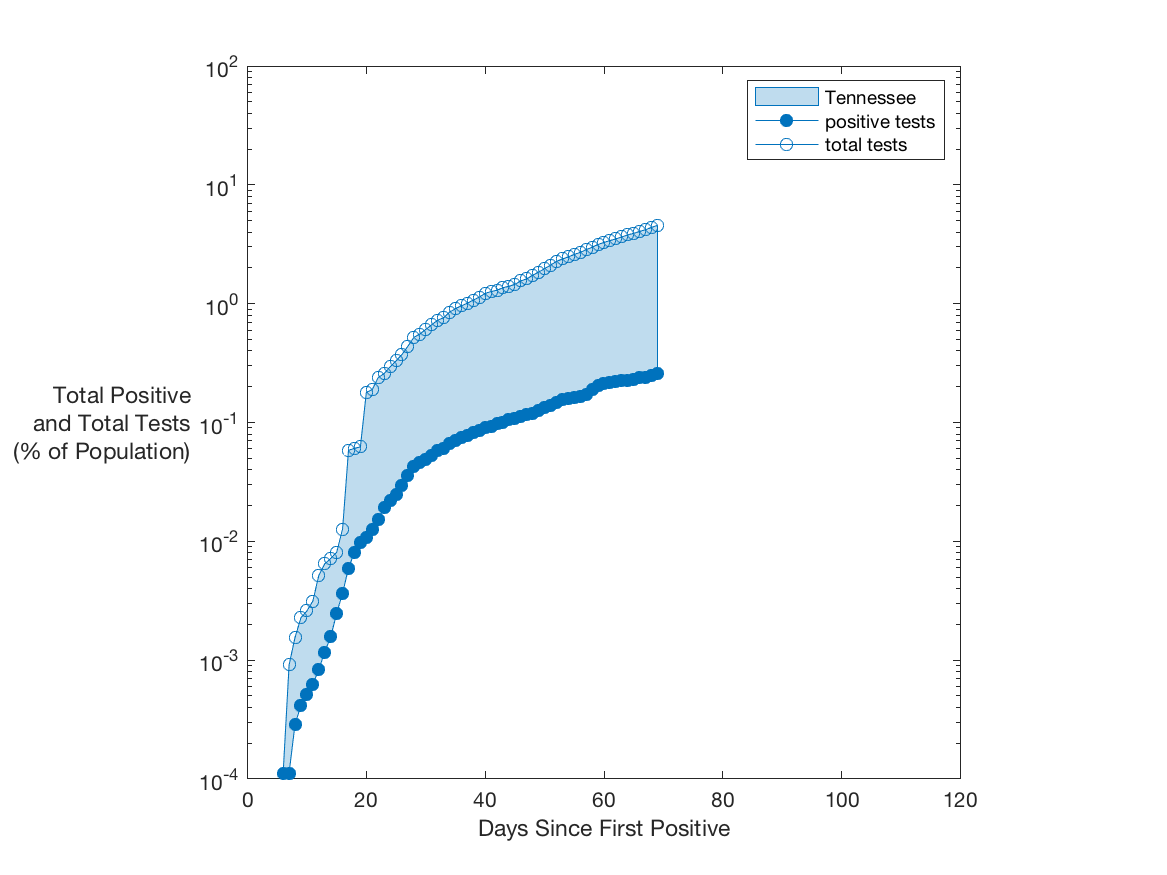 10^2
10^1
10^0
10^-1
10^-2
10^-3
10^-4
Total Positive
and Total Tests
(% of Population)
Tennessee
positive tests
total tests
0 20 40 60 80 100 120
Days Since First Positive